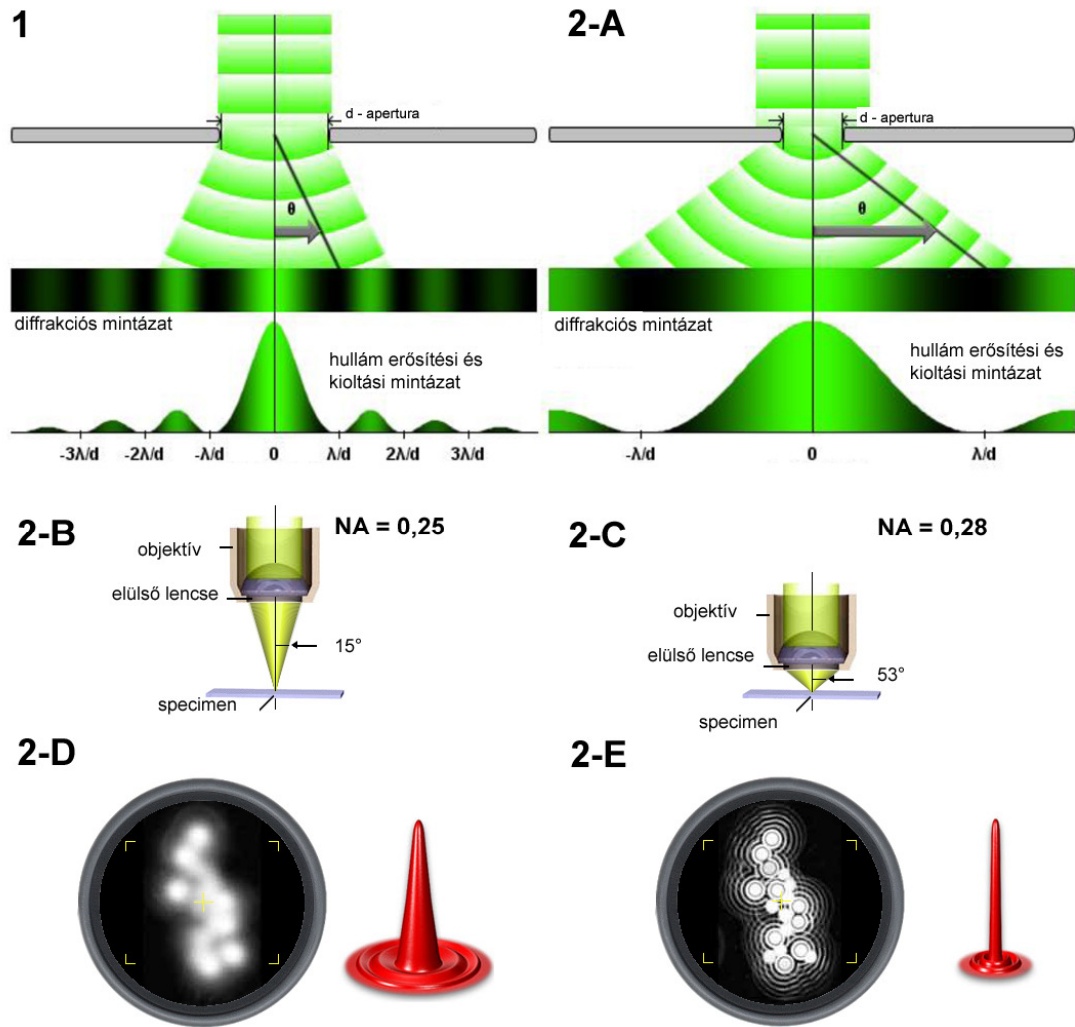 1
d - apertura
θ
diffrakciós mintázat
hullám erősítési és
kioltási mintázat
-3λ/d -2λ/d -λ/d 0 λ/d 2λ/d 3λ/d
2-A
d - apertura
θ
diffrakciós mintázat
hullám erősítési és
kioltási mintázat
-λ/d 0 λ/d
2-B
NA = 0,25
objektív
elülső lencse
15°
specimen
2-C
NA = 0,28
objektív
elülső lencse
53°
specimen
2-D
2-E